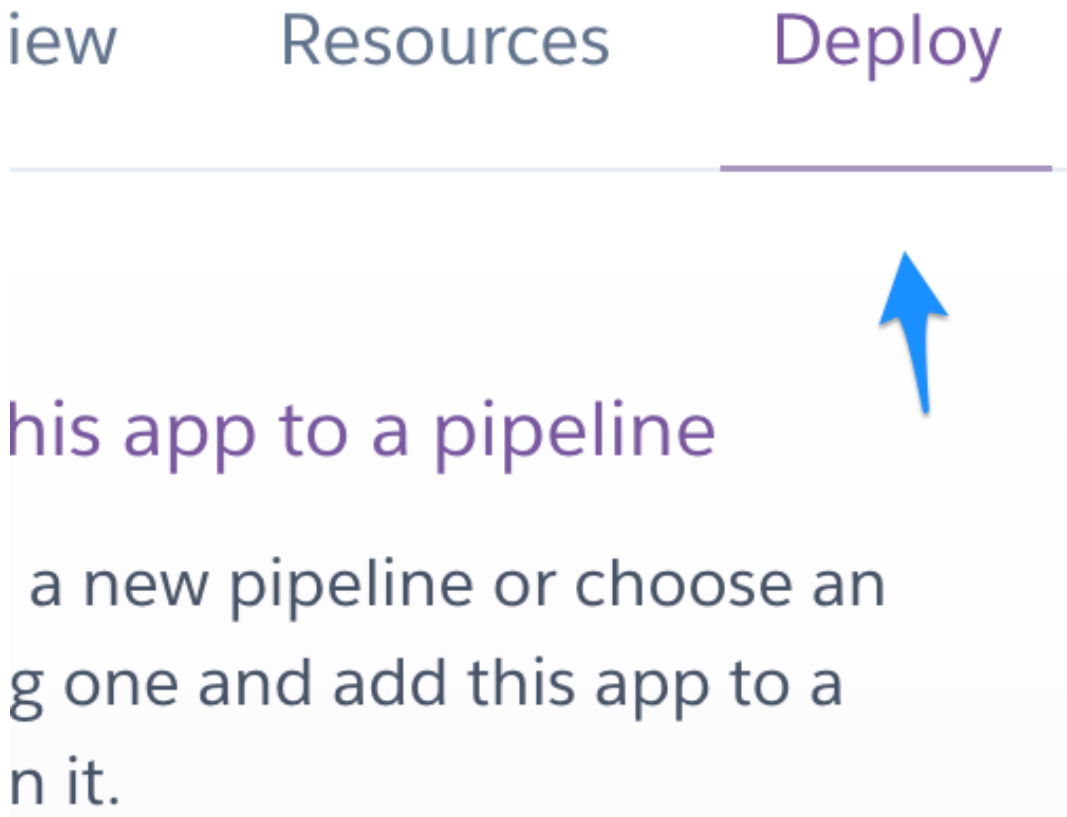 iew Resources Deploy
his app to a pipeline
a new pipeline or choose an
g one and add this app to a
n it.